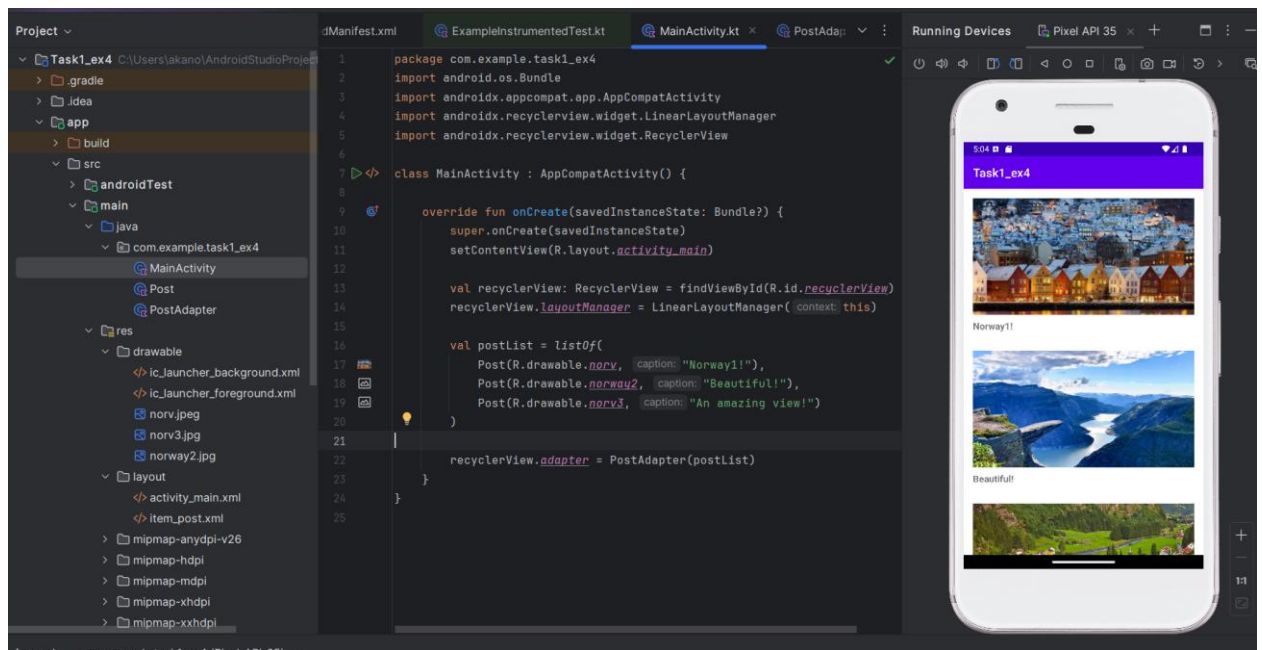 Project
Task1_ex4 C:\Users\akano\AndroidStudioProject
.gradle
.idea
app
build
src
androidTest
main
java
com.example.task1_ex4
MainActivity
Post
PostAdapter
res
drawable
ic_launcher_background.xml
ic_launcher_foreground.xml
norv.jpeg
norv3.jpg
norway2.jpg
layout
activity_main.xml
item_post.xml
mipmap-anydpi-v26
mipmap-hdpi
mipmap-mdpi
mipmap-xhdpi
mipmap-xxhdpi
dManifest.xml ExampleInstrumentedTest.kt MainActivity.kt PostAdap
1 package com.example.task1_ex4
2 import android.os.Bundle
3 import androidx.appcompat.app.AppCompatActivity
4 import androidx.recyclerview.widget.LinearLayoutManager
5 import androidx.recyclerview.widget.RecyclerView
6
7 class MainActivity : AppCompatActivity() {
8
9 override fun onCreate(savedInstanceState: Bundle?) {
10 super.onCreate(savedInstanceState)
11 setContentView(R.layout.activity_main)
12
13 val recyclerView: RecyclerView = findViewById(R.id.recyclerView)
14 recyclerView.layoutManager = LinearLayoutManager( context: this)
15
16 val postList = listOf(
17 Post(R.drawable.norv, caption: "Norway1!"),
18 Post(R.drawable.norway2, caption: "Beautiful!"),
19 Post(R.drawable.norv3, caption: "An amazing view!")
20 )
21
22 recyclerView.adapter = PostAdapter(postList)
23 }
24 }
25
Running Devices Pixel API 35
5:04
Task1_ex4
Norway1!
Beautiful!
1:1